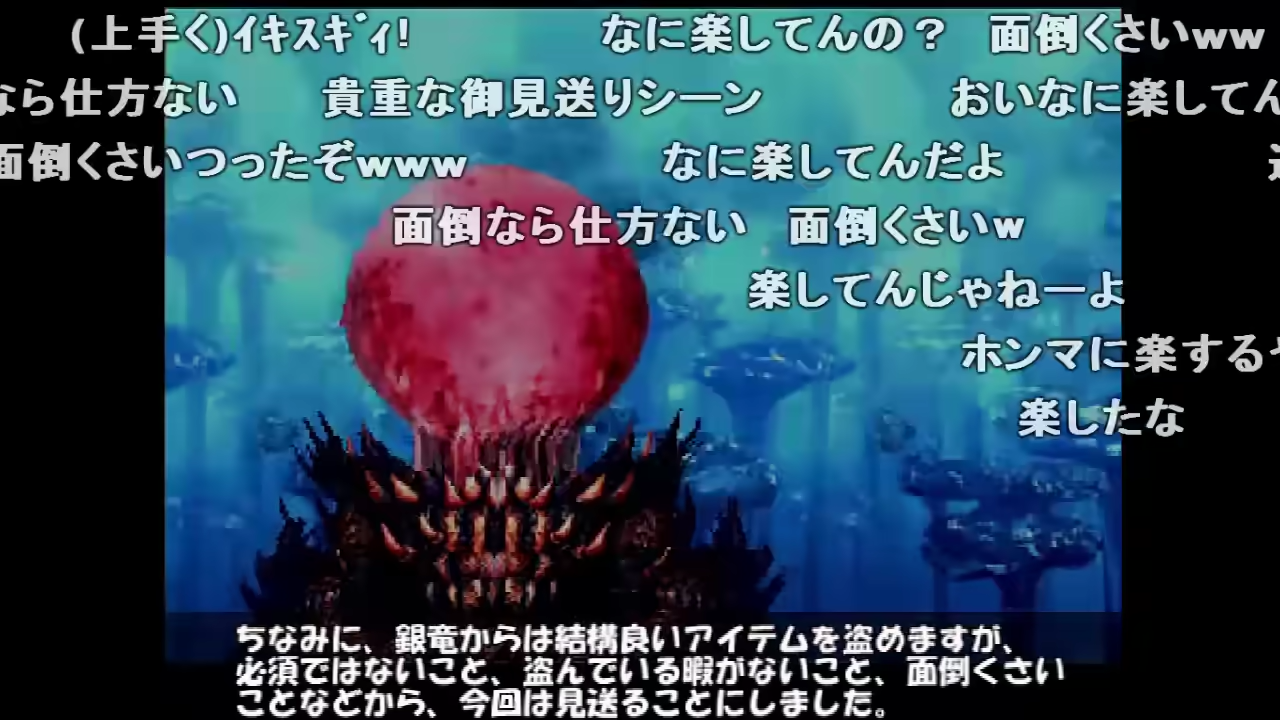 (上手く)ｲｷｽｷﾞｨ! なにに楽してんの？ 面倒くさいww
なら仕方ない 貴重な御見送りシーン おいなに楽してん
面倒くさいつったぞwww なに楽してんだよ
面倒なら仕方ない 面倒くさいw
楽してんじゃねーよ
ホンマに楽する
楽したな
ちなみに、銀竜からは結構良いアイテムを盗めますが、
必須ではないこと、盗んでいる暇がないこと、面倒くさい
ことなどから、今回は見送ることにしました。